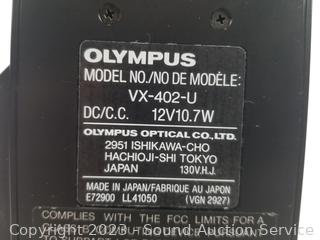 OLYMPUS
MODEL NO./NO DE MODÈLE:
VX-402-U
DC/C.C. 12V10.7W
OLYMPUS OPTICAL CO.,LTD.
2951 ISHIKAWA-CHO
HACHIOJI-SHI TOKYO
JAPAN 130V.H.W.
MADE IN JAPAN/FABRIQUE AU JAPON
E72900 LL41050 (VGN 2927)
COMPLIES WITH THE FCC LIMITS FOR A
Copyright 2023 - Sound Auction Service